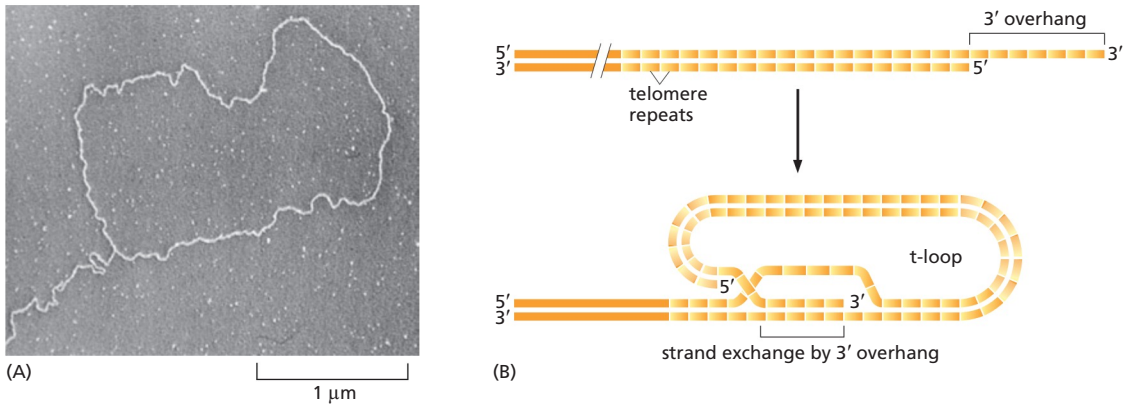 3′ overhang
5′
3′
3′
5′
telomere
repeats
t-loop
5′
5′
3′
3′
strand exchange by 3′ overhang
(A)
1 μm
(B)